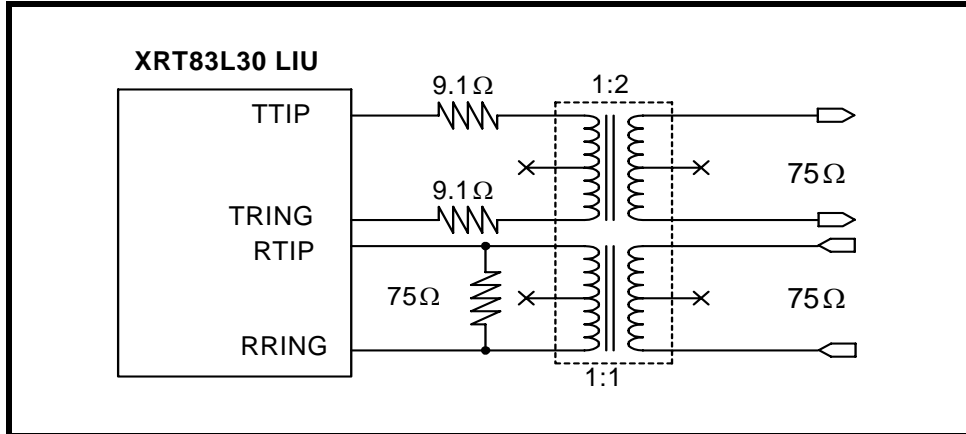 XRT83L30 LIU
9.1Ω
1:2
TTIP
75Ω
9.1Ω
TRING
RTIP
75Ω
75Ω
RRING
1:1